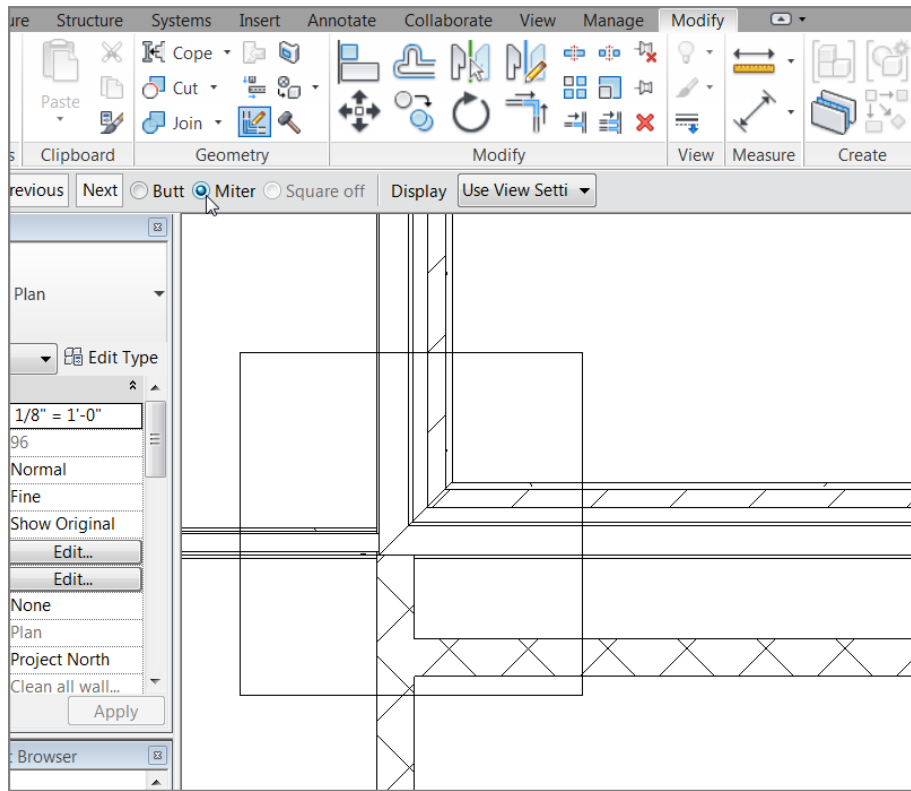 ure Structure Systems Insert Annotate Collaborate View Manage Modify
Cope
Paste
Cut
Join
s Clipboard Geometry Modify View Measure Create
revious Next Butt Miter Square off Display Use View Setti
Plan
Edit Type
1/8" = 1'-0"
96
Normal
Fine
Show Original
Edit...
Edit...
None
Plan
Project North
Clean all wall...
Apply
t Browser